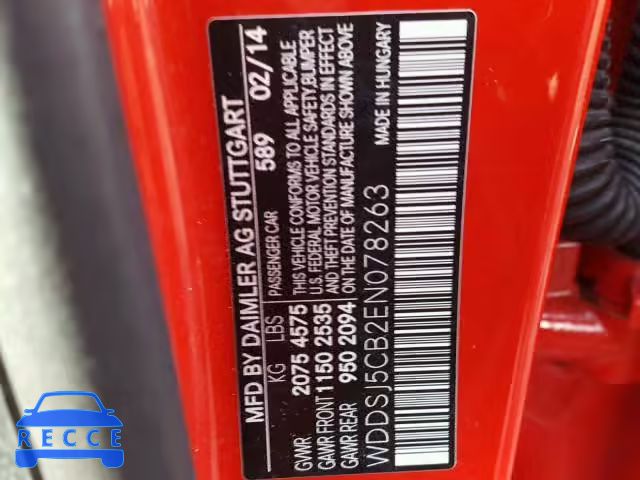 MFD BY DAIMLER AG STUTTGART
589 02/14
KG LBS PASSENGER CAR
GVWR 2075 4575 THIS VEHICLE CONFORMS TO ALL APPLICABLE
U.S. FEDERAL MOTOR VEHICLE SAFETY, BUMPER
GAWR FRONT 1150 2535 AND THEFT PREVENTION STANDARDS IN EFFECT
GAWR REAR 950 2094 ON THE DATE OF MANUFACTURE SHOWN ABOVE
WDDSJ5CB2EN078263 MADE IN HUNGARY
RECCE